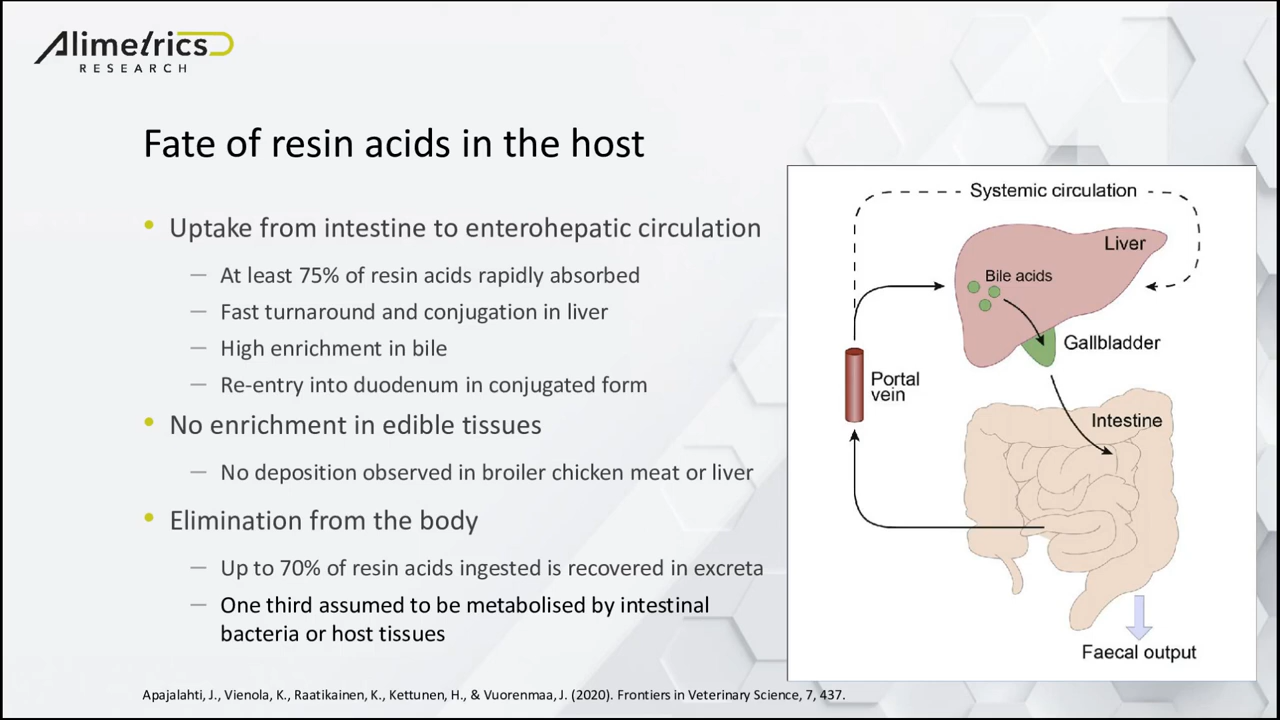 Alimetrics
RESEARCH
Fate of resin acids in the host
• Uptake from intestine to enterohepatic circulation
— At least 75% of resin acids rapidly absorbed
— Fast turnaround and conjugation in liver
— High enrichment in bile
— Re-entry into duodenum in conjugated form
• No enrichment in edible tissues
— No deposition observed in broiler chicken meat or liver
• Elimination from the body
— Up to 70% of resin acids ingested is recovered in excreta
— One third assumed to be metabolised by intestinal
bacteria or host tissues
Systemic circulation
Liver
Bile acids
Gallbladder
Portal
vein
Intestine
Faecal output
Apajalahti, J., Vienola, K., Raatikainen, K., Kettunen, H., & Vuorenmaa, J. (2020). Frontiers in Veterinary Science, 7, 437.